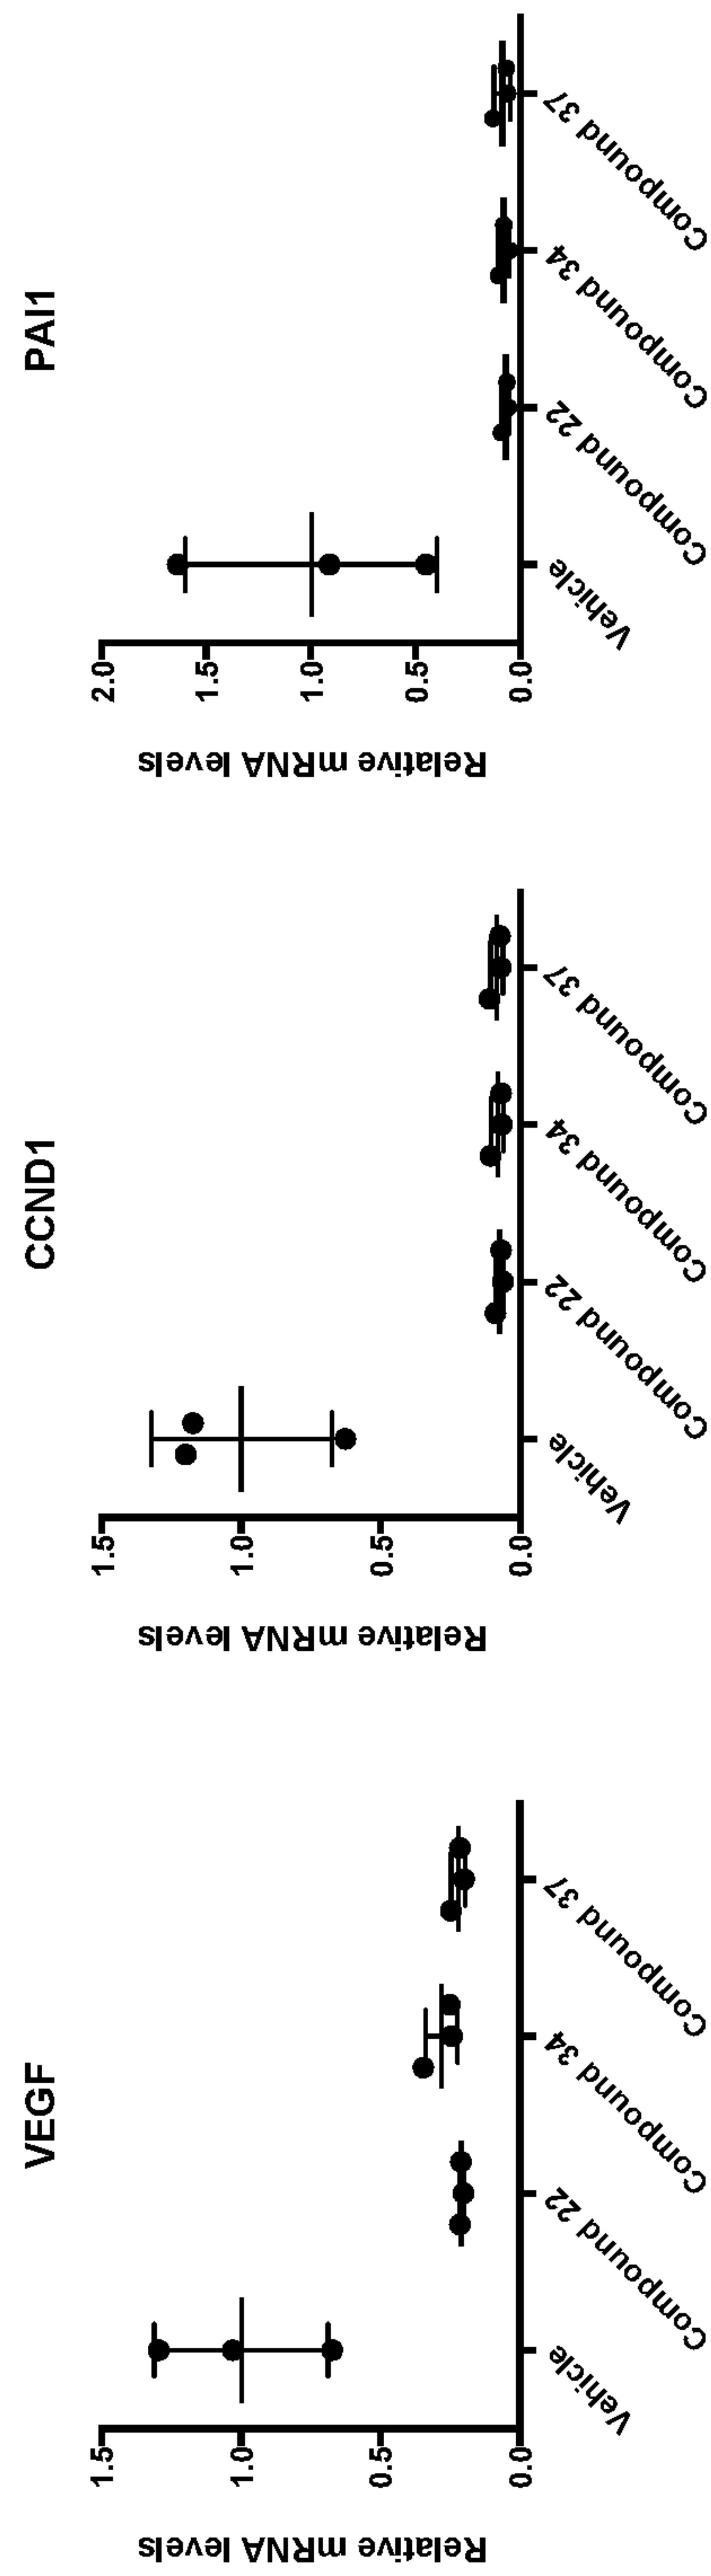 VEGF
Relative mRNA levels
1.5
1.0
0.5
0.0
Vehicle
Compound 22
Compound 34
Compound 37
CCND1
Relative mRNA levels
1.5
1.0
0.5
0.0
Vehicle
Compound 22
Compound 34
Compound 37
PAI1
Relative mRNA levels
2.0
1.5
1.0
0.5
0.0
Vehicle
Compound 22
Compound 34
Compound 37